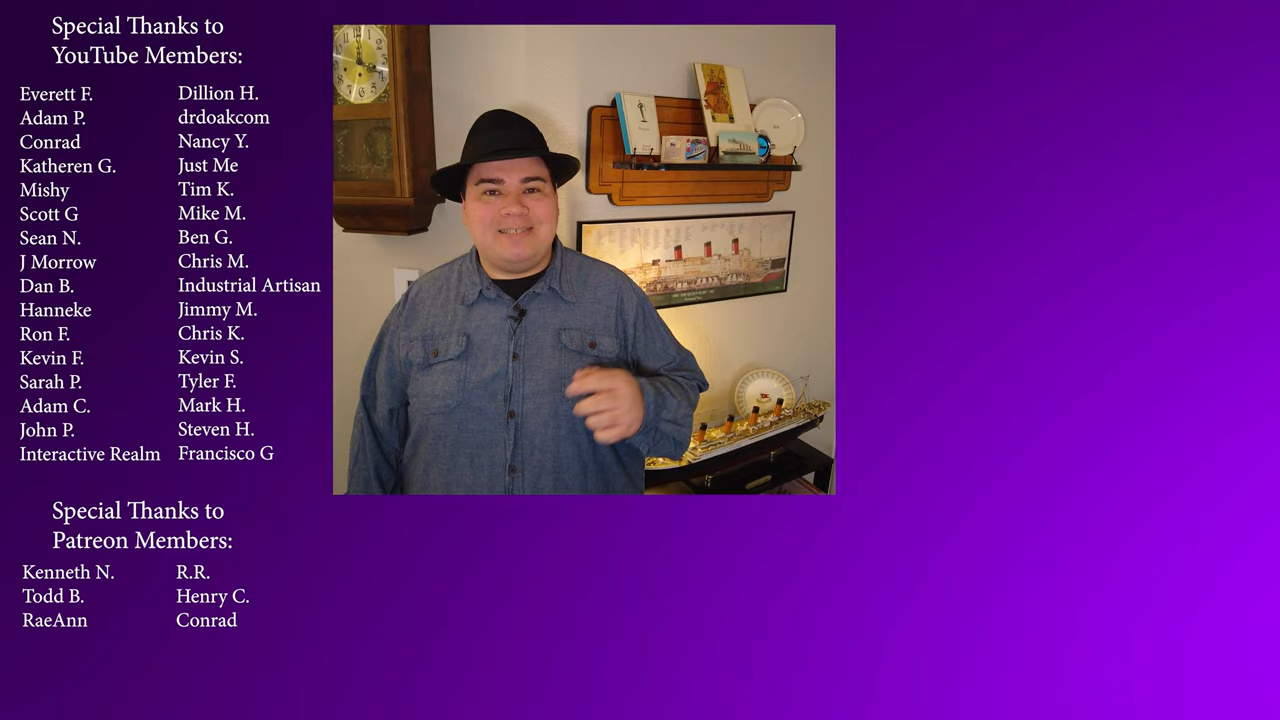 Special Thanks to
YouTube Members:
Everett F.
Adam P.
Conrad
Katheren G.
Mishy
Scott G
Sean N.
J Morrow
Dan B.
Hanneke
Ron F.
Kevin F.
Sarah P.
Adam C.
John P.
Interactive Realm
Dillion H.
drdoakcom
Nancy Y.
Just Me
Tim K.
Mike M.
Ben G.
Chris M.
Industrial Artisan
Jimmy M.
Chris K.
Kevin S.
Tyler F.
Mark H.
Steven H.
Francisco G
Special Thanks to
Patreon Members:
Kenneth N.
Todd B.
RaeAnn
R.R.
Henry C.
Conrad